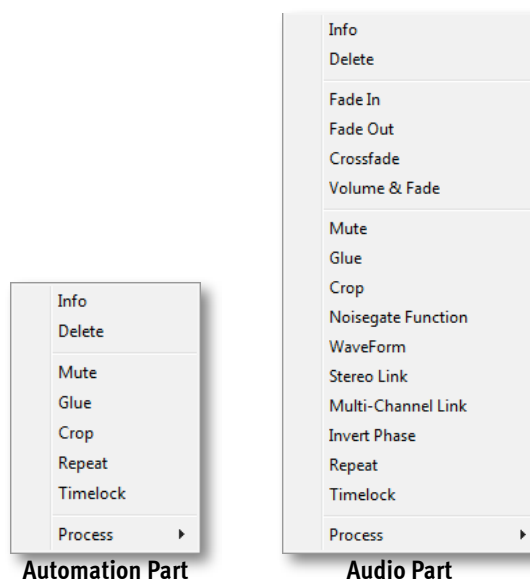 Info
Delete
Mute
Glue
Crop
Repeat
Timelock
Process
Automation Part
Info
Delete
Fade In
Fade Out
Crossfade
Volume & Fade
Mute
Glue
Crop
Noisegate Function
WaveForm
Stereo Link
Multi-Channel Link
Invert Phase
Repeat
Timelock
Process
Audio Part